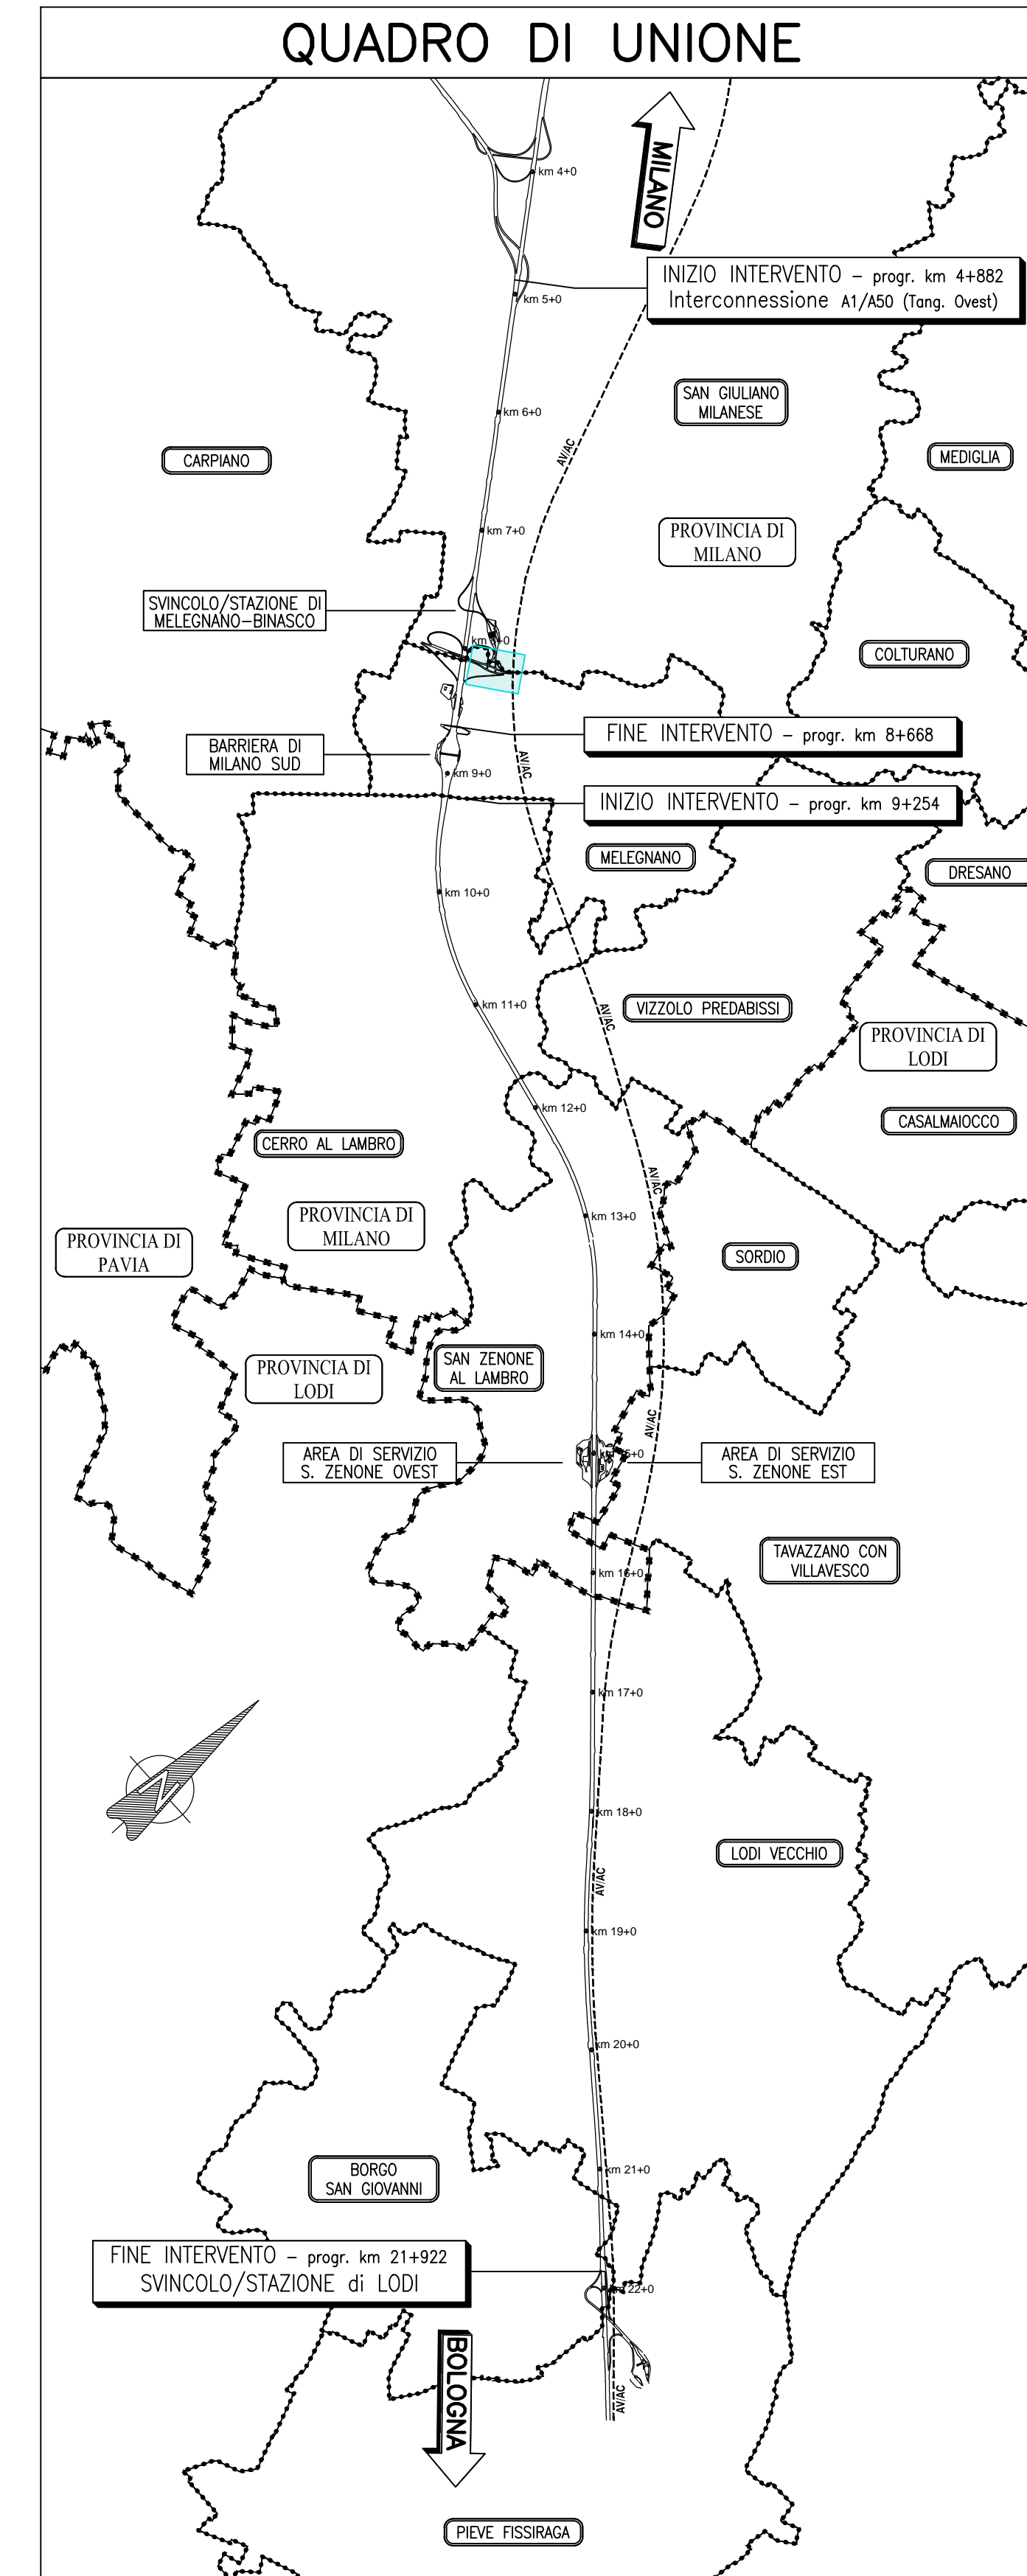 QUADRO DI UNIONE
MILANO
km 4+0
INIZIO INTERVENTO – progr. km 4+882
Interconnessione A1/A50 (Tang. Ovest)
km 5+0
SAN GIULIANO
MILANESE
km 6+0
AV/AC
CARPIANO
MEDIGLIA
PROVINCIA DI
MILANO
km 7+0
SVINCOLO/STAZIONE DI
MELEGNANO–BINASCO
COLTURANO
FINE INTERVENTO – progr. km 8+668
BARRIERA DI
MILANO SUD
AV/AC
km 9+0
INIZIO INTERVENTO – progr. km 9+254
MELEGNANO
DRESANO
km 10+0
km 11+0
VIZZOLO PREDABISSI
AV/AC
PROVINCIA DI
LODI
km 12+0
CASALMAIOCCO
CERRO AL LAMBRO
AV/AC
PROVINCIA DI
MILANO
km 13+0
PROVINCIA DI
PAVIA
SORDIO
km 14+0
SAN ZENONE
AL LAMBRO
PROVINCIA DI
LODI
AV/AC
AREA DI SERVIZIO
S. ZENONE OVEST
AREA DI SERVIZIO
S. ZENONE EST
TAVAZZANO CON
VILLAVESCO
km 16+0
km 17+0
N
km 18+0
LODI VECCHIO
AV/AC
km 19+0
km 20+0
km 21+0
BORGO
SAN GIOVANNI
FINE INTERVENTO – progr. km 21+922
SVINCOLO/STAZIONE di LODI
km 22+0
BOLOGNA
AV/AC
PIEVE FISSIRAGA